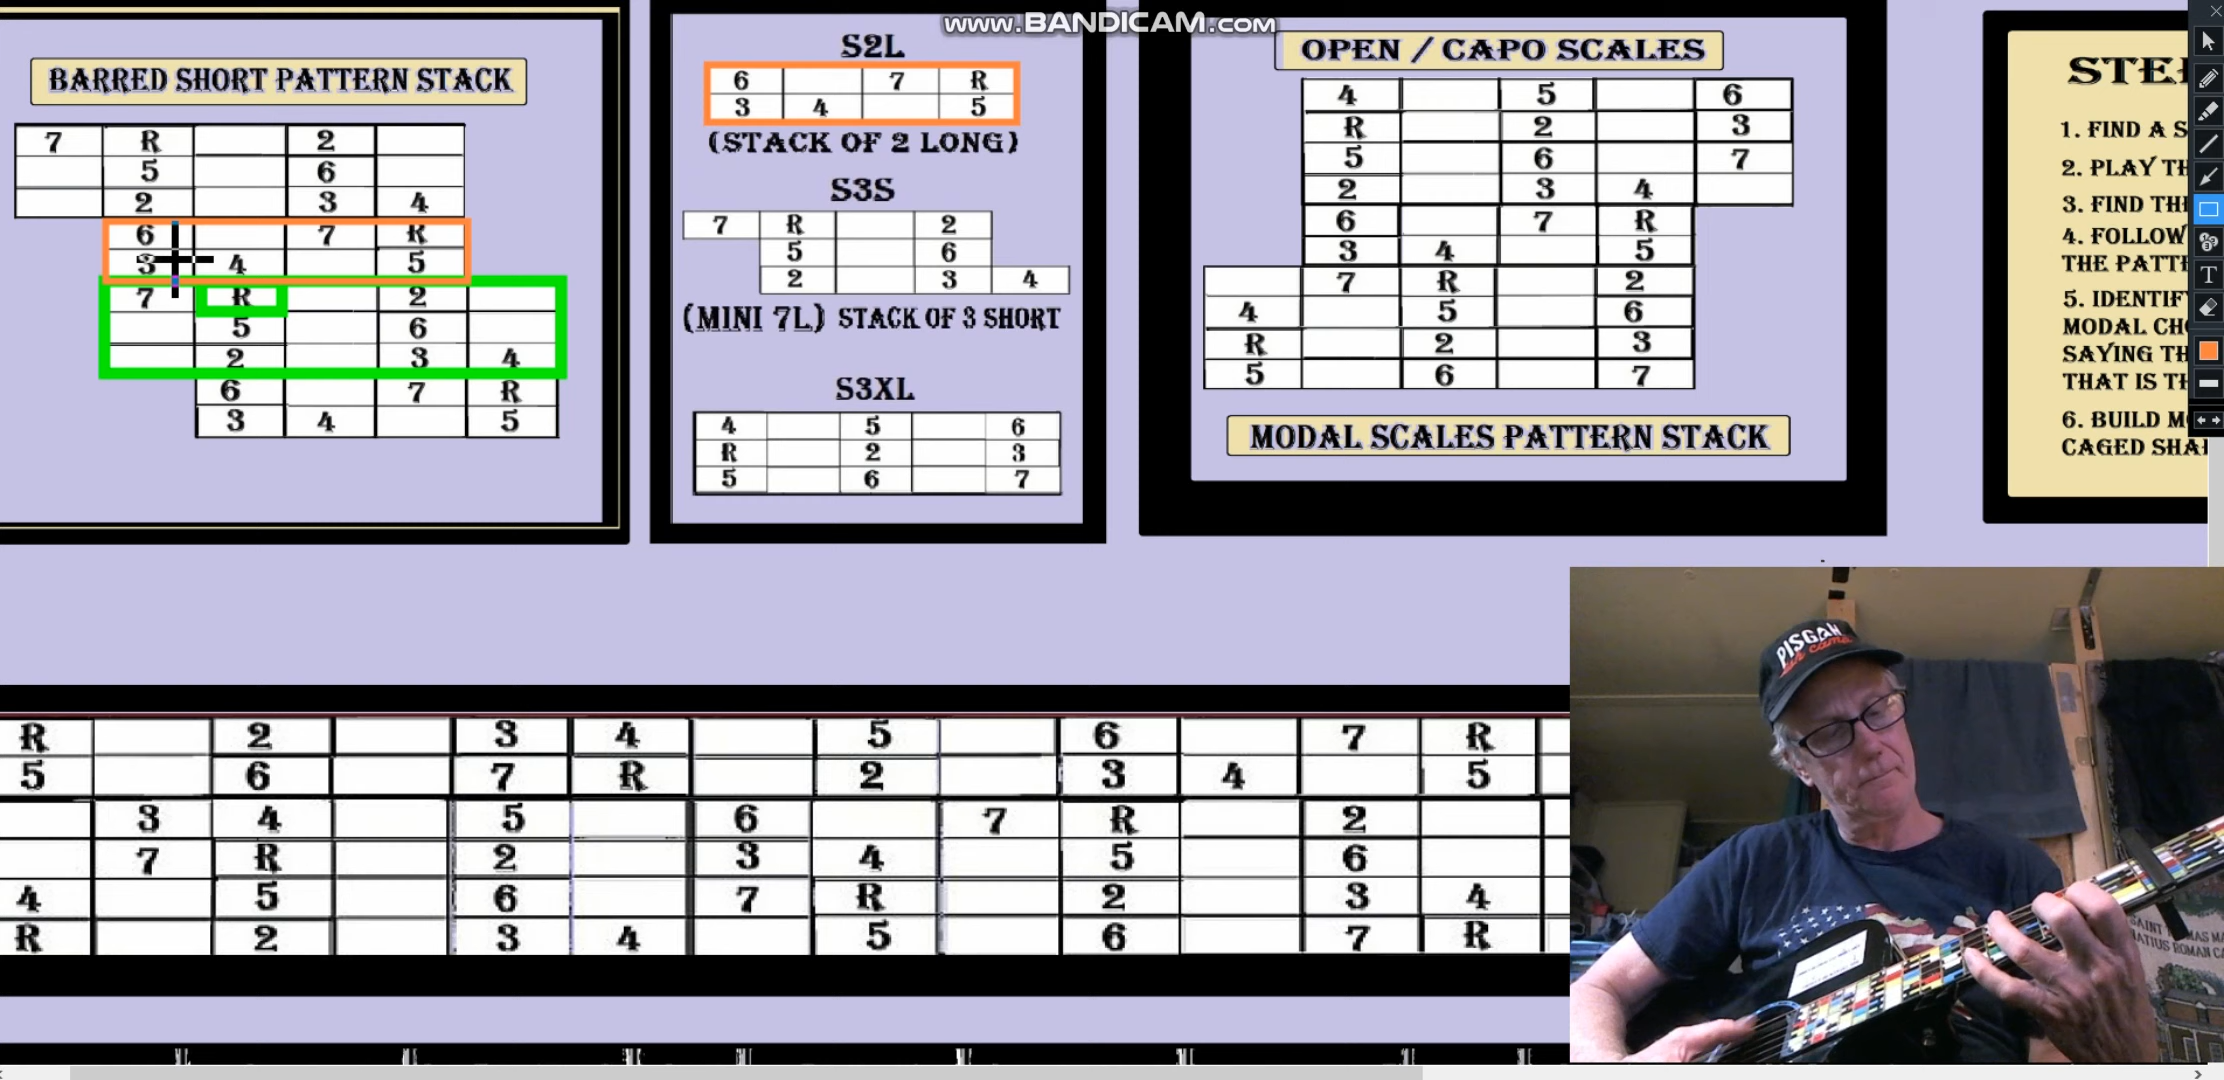 www.BANDICAM.com
BARRED SHORT PATTERN STACK
7 R 2
5 6
2 3 4
6 7 R
3 4 5
7 R 2
5 6
2 3 4
6 7 R
3 4 5
S2L
6 7 R
3 4 5
(STACK OF 2 LONG)
S3S
7 R 2
5 6
2 3 4
(MINI 7L) STACK OF 3 SHORT
S3XL
4 5 6
R 2 3
5 6 7
OPEN / CAPO SCALES
4 5 6
R 2 3
5 6 7
2 3 4
6 7 R
3 4 5
7 R 2
4 5 6
R 2 3
5 6 7
MODAL SCALES PATTERN STACK
1. FIND A S
2. PLAY TH
3. FIND THE
4. FOLLOW
THE PATT
5. IDENTIF
MODAL CH
SAYING TH
THAT IS TH
6. BUILD M
CAGED SHA
R 2 3 4 5 6 7 R
5 6 7 R 2 3 4 5
3 4 5 6 7 R 2
7 R 2 3 4 5 6
4 5 6 7 R 2 3 4
R 2 3 4 5 6 7 R
PISGAH